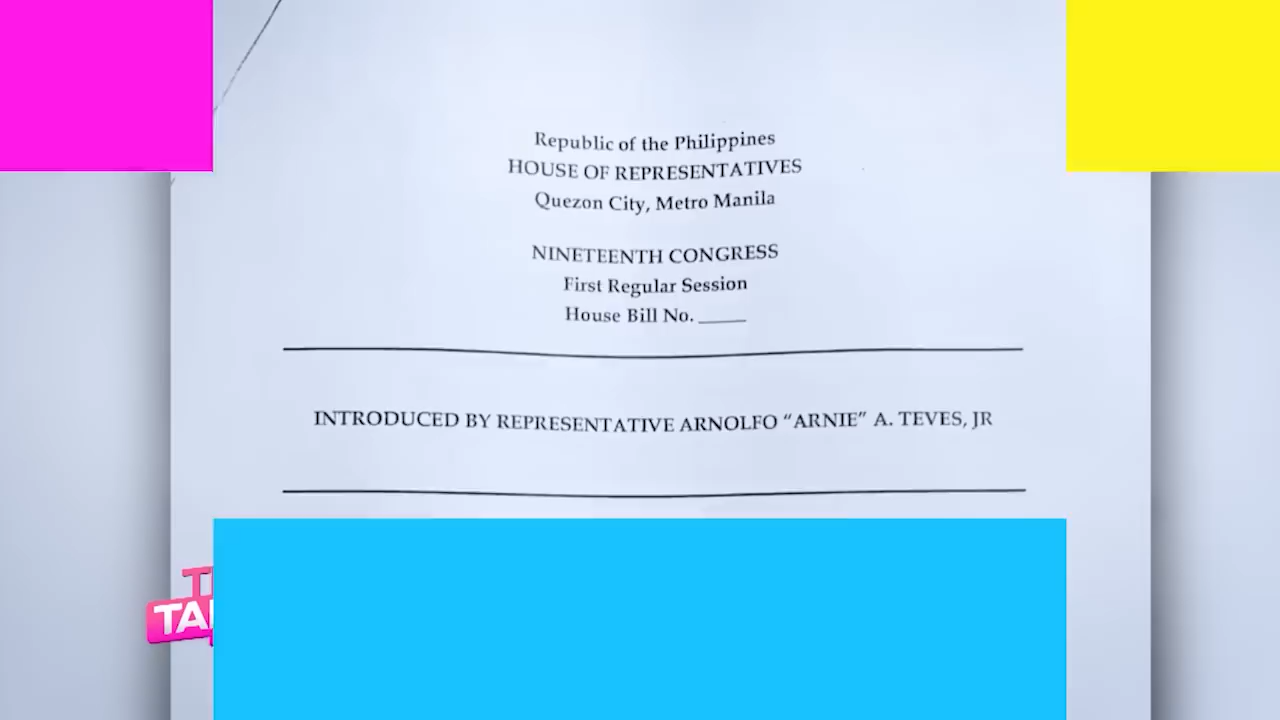 Republic of the Philippines
HOUSE OF REPRESENTATIVES
Quezon City, Metro Manila
NINETEENTH CONGRESS
First Regular Session
House Bill No. _____
INTRODUCED BY REPRESENTATIVE ARNOLFO “ARNIE” A. TEVES, JR